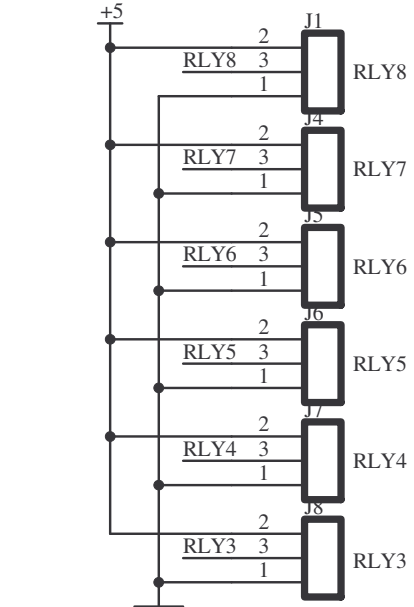 +5
J1
2
RLY8 3 RLY8
1
J4
2
RLY7 3 RLY7
1
J5
2
RLY6 3 RLY6
1
J6
2
RLY5 3 RLY5
1
J7
2
RLY4 3 RLY4
1
J8
2
RLY3 3 RLY3
1